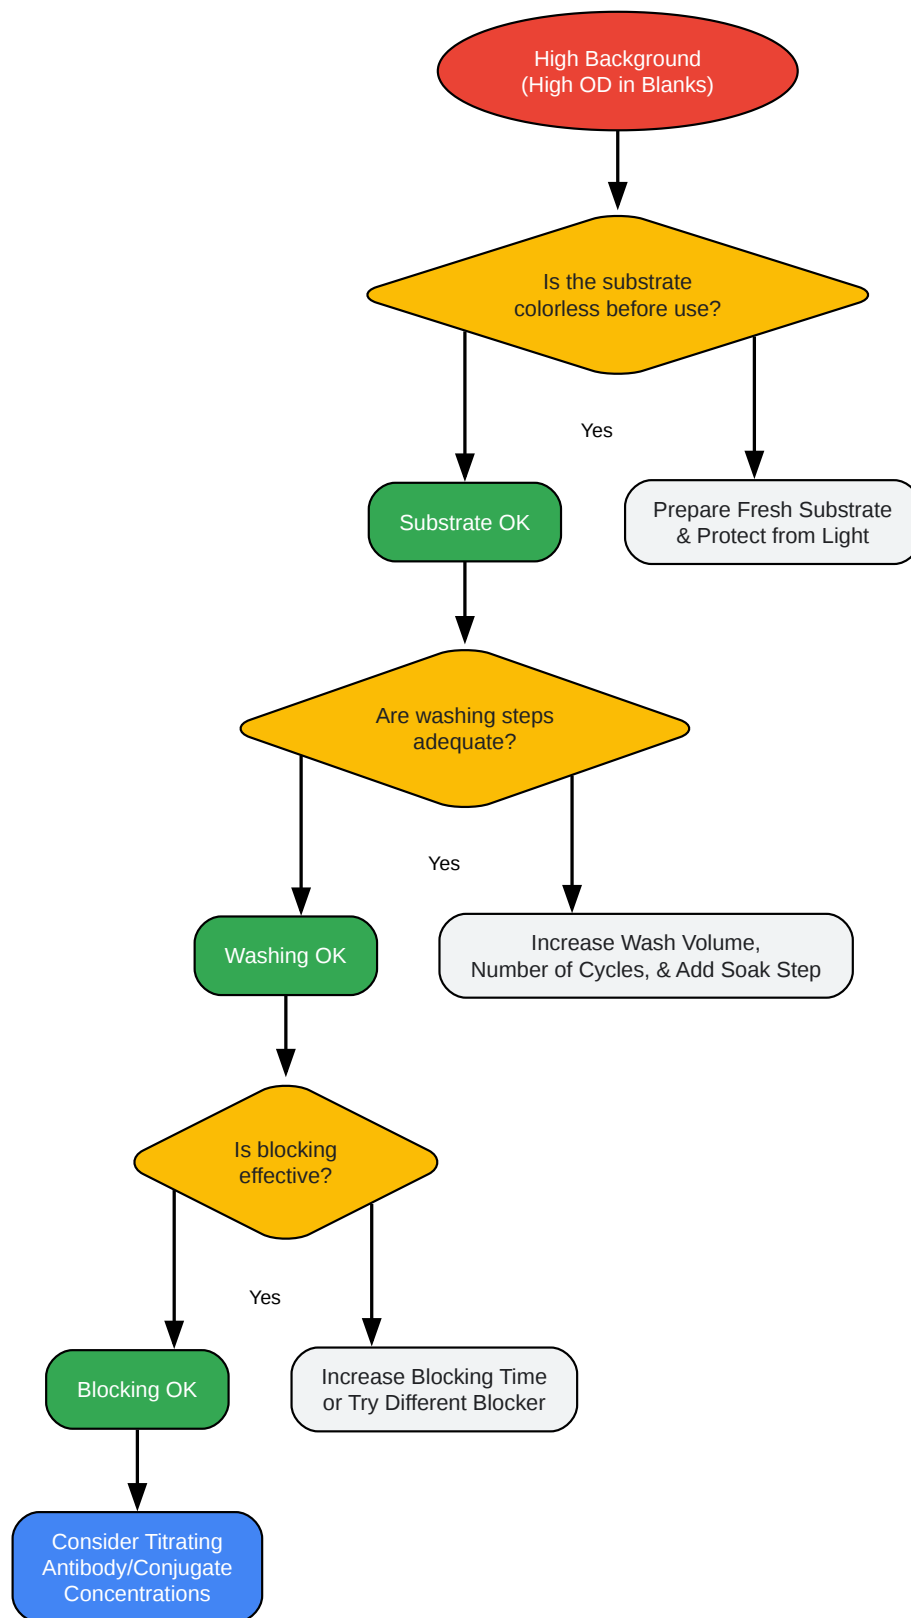 High Background
(High OD in Blanks)
Is the substrate
colorless before use?
Yes
Substrate OK
Prepare Fresh Substrate
& Protect from Light
Are washing steps
adequate?
Yes
Washing OK
Increase Wash Volume,
Number of Cycles, & Add Soak Step
Is blocking
effective?
Yes
Blocking OK
Increase Blocking Time
or Try Different Blocker
Consider Titrating
Antibody/Conjugate
Concentrations